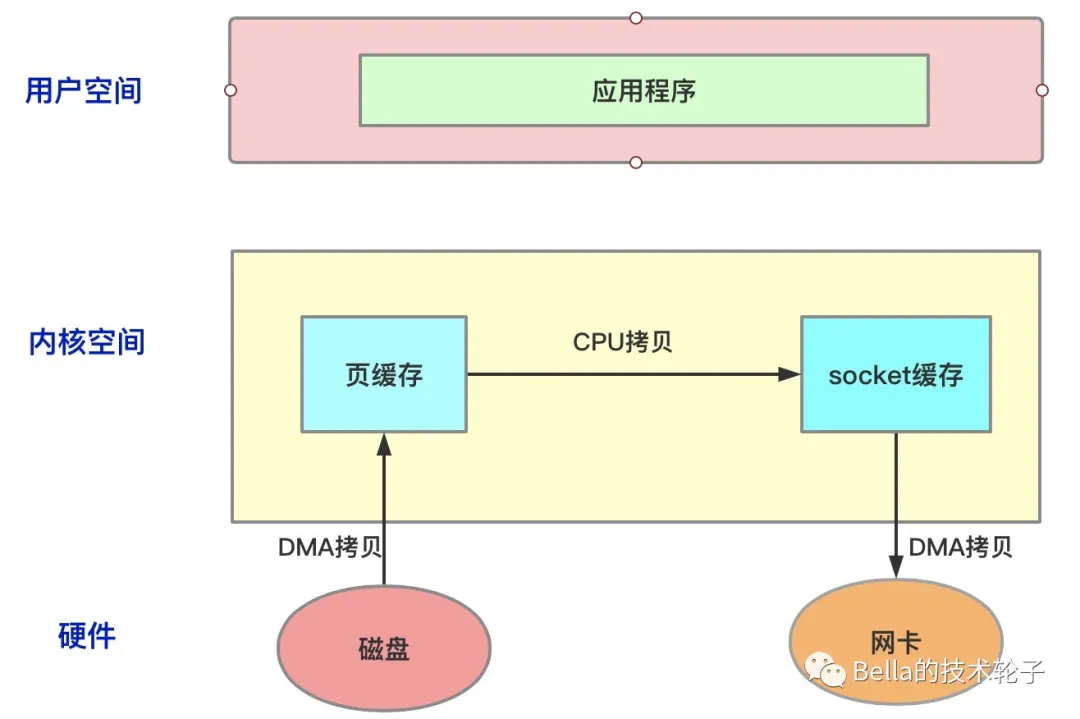 用户空间
应用程序
内核空间
页缓存
CPU拷贝
socket缓存
DMA拷贝
DMA拷贝
硬件
磁盘
网卡
Bella的技术轮子